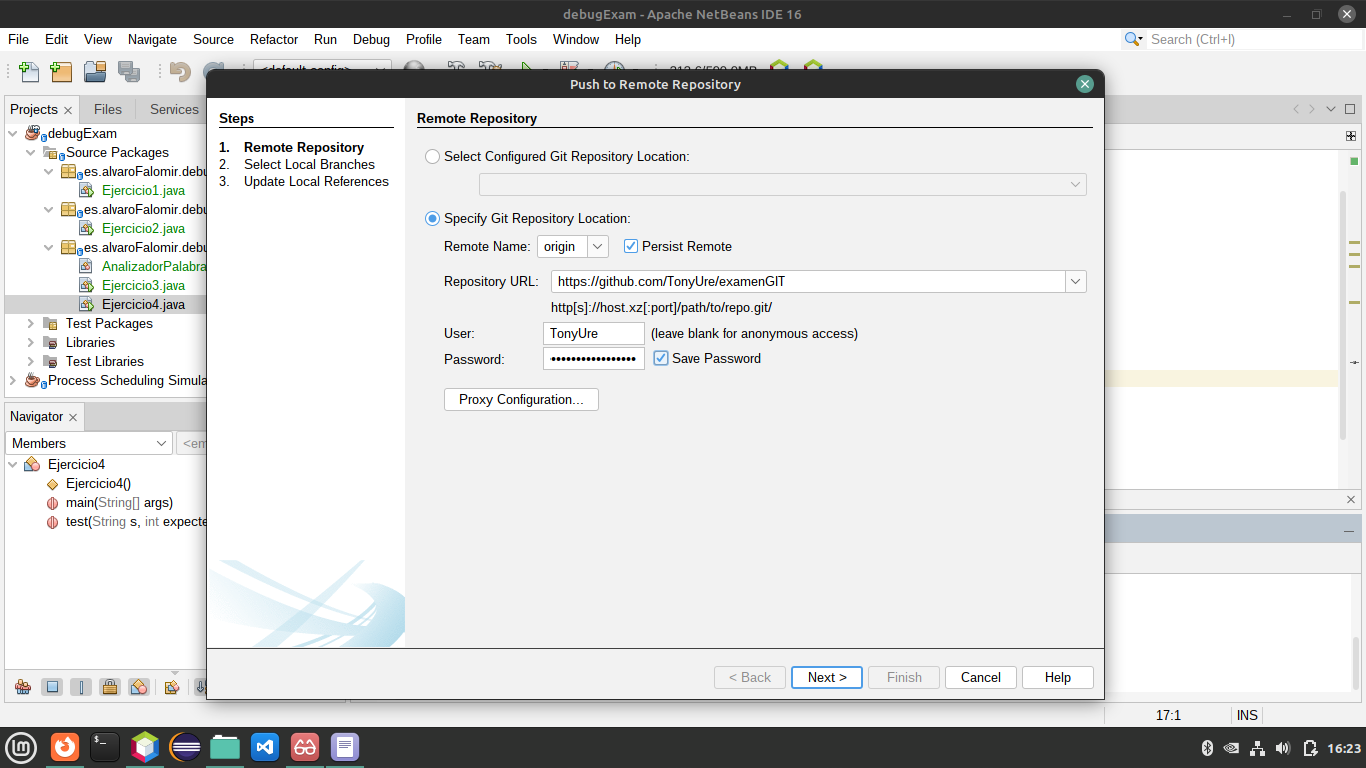 debugExam - Apache NetBeans IDE 16
File Edit View Navigate Source Refactor Run Debug Profile Team Tools Window Help
Search (Ctrl+I)
Push to Remote Repository
Projects Files Services
debugExam
Source Packages
es.alvaroFalomir.debu
Ejercicio1.java
es.alvaroFalomir.debu
Ejercicio2.java
es.alvaroFalomir.debu
AnalizadorPalabra
Ejercicio3.java
Ejercicio4.java
Test Packages
Libraries
Test Libraries
Process Scheduling Simula
Navigator
Members
<em
Ejercicio4
Ejercicio4()
main(String[] args)
test(String s, int expecte
Steps
1. Remote Repository
2. Select Local Branches
3. Update Local References
Remote Repository
Select Configured Git Repository Location:
Specify Git Repository Location:
Remote Name: origin Persist Remote
Repository URL: https://github.com/TonyUre/examenGIT
http[s]://host.xz[:port]/path/to/repo.git/
User: TonyUre (leave blank for anonymous access)
Password: Save Password
Proxy Configuration...
< Back Next > Finish Cancel Help
17:1 INS
16:23